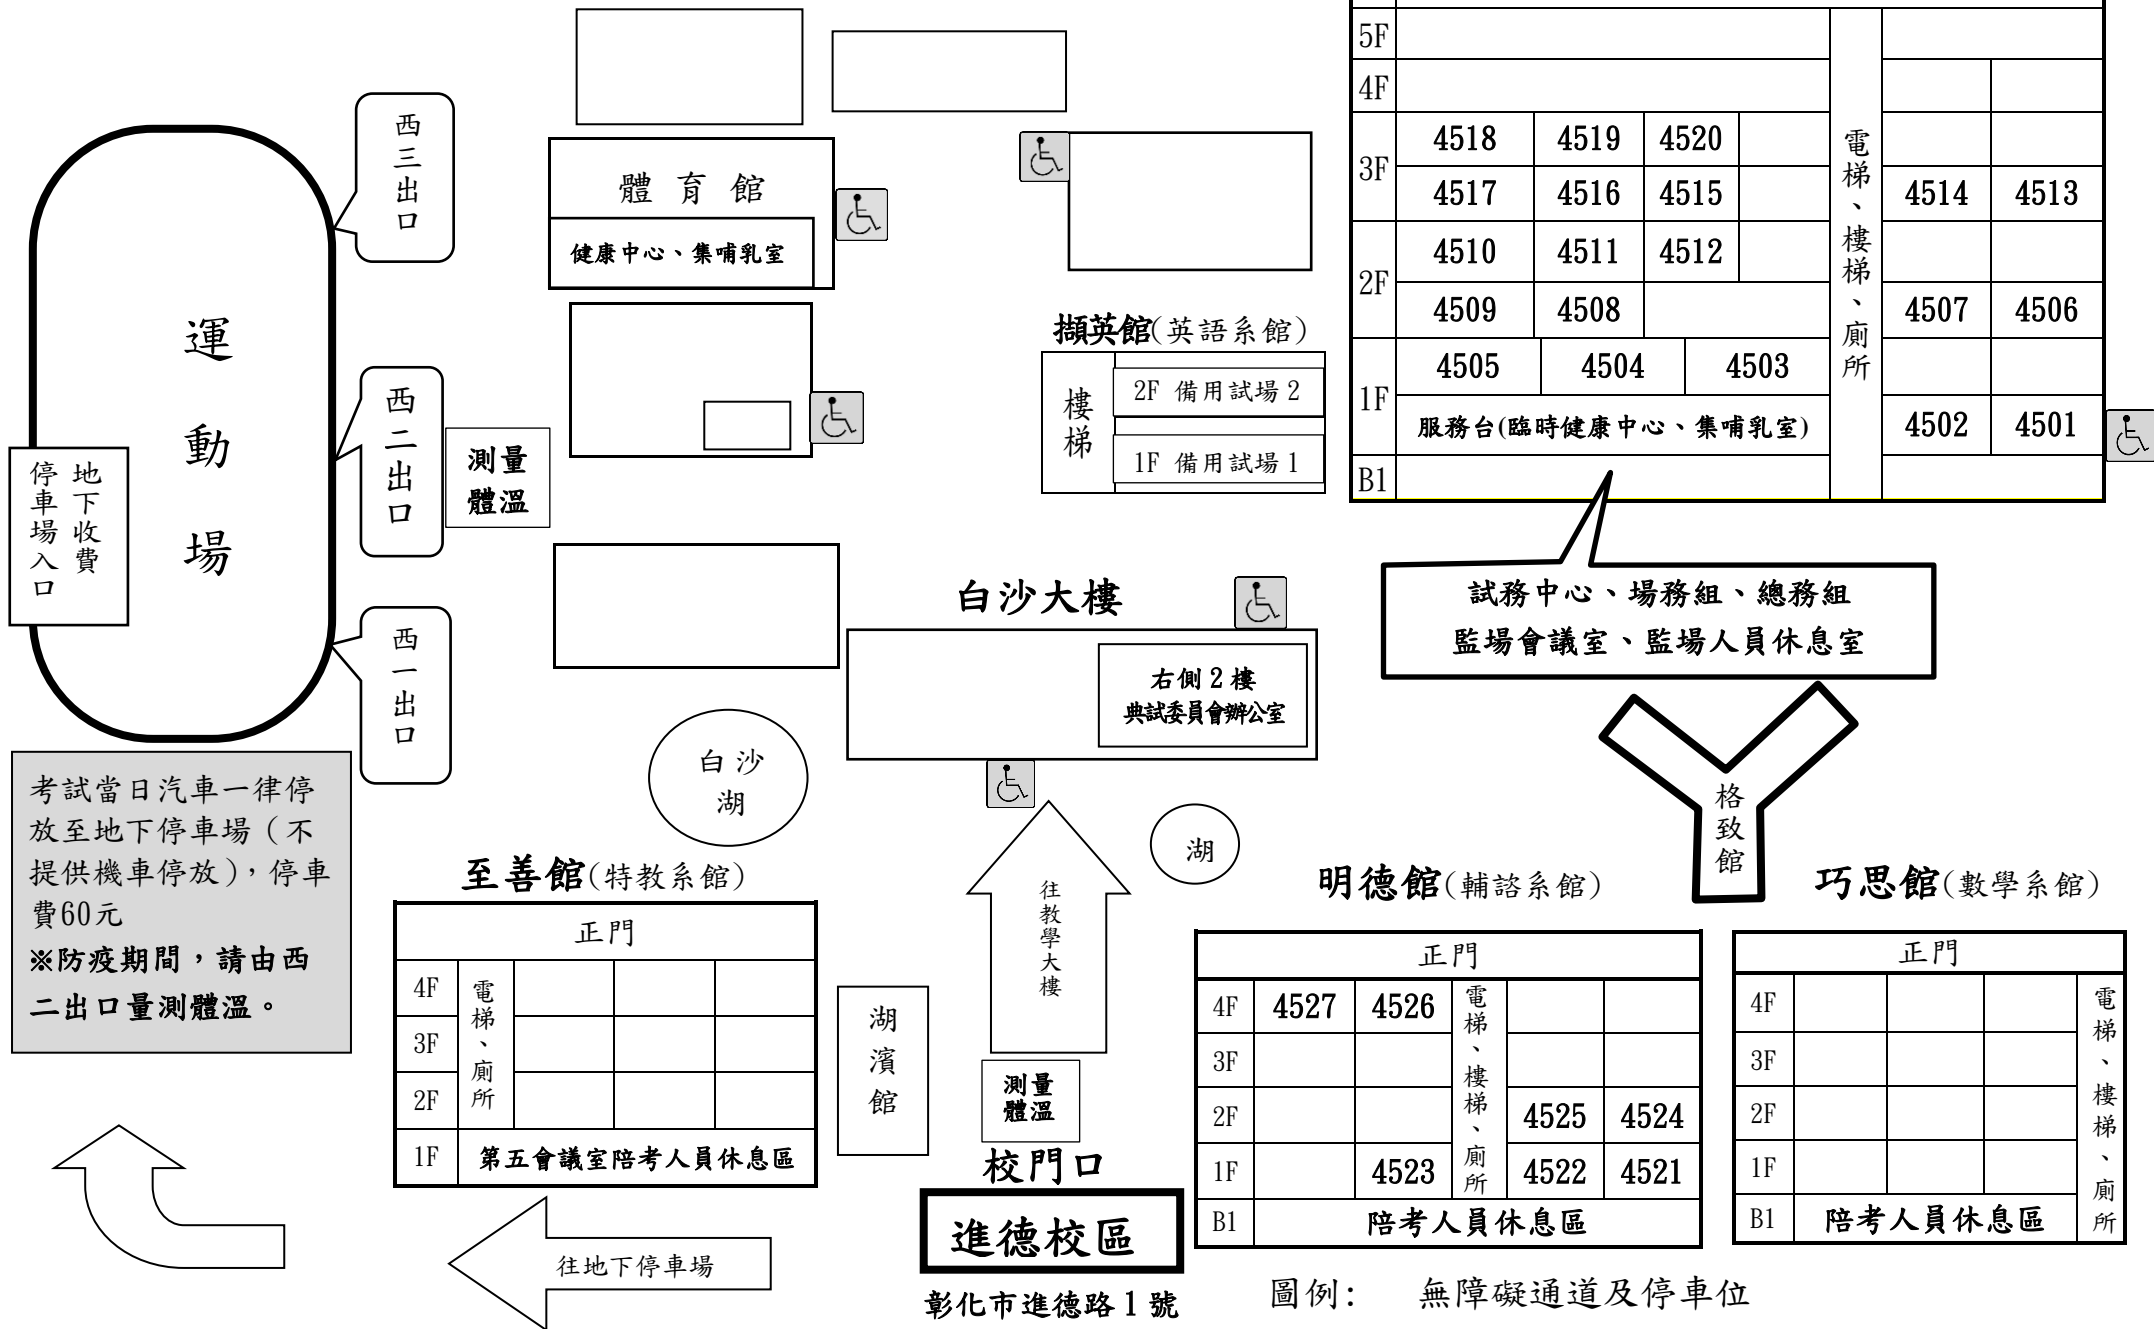 西三出口
體育館
健康中心、集哺乳室
運動場
西二出口
測量
體溫
地下收費
停車場入口
西一出口
擷英館(英語系館)
樓梯
2F 備用試場2
1F 備用試場1
5F
4F
3F
4518 4519 4520
4517 4516 4515
4514 4513
2F
4510 4511 4512
4509 4508
4507 4506
1F
4505 4504 4503
服務台(臨時健康中心、集哺乳室)
4502 4501
B1
電梯、樓梯、廁所
試務中心、場務組、總務組
監場會議室、監場人員休息室
白沙大樓
右側2樓
典試委員會辦公室
白沙
湖
湖
格致館
考試當日汽車一律停
放至地下停車場（不
提供機車停放），停車
費60元
※防疫期間，請由西
二出口量測體溫。
至善館(特教系館)
正門
4F
3F
2F
電梯、廁所
1F 第五會議室陪考人員休息區
湖濱館
往教學大樓
測量
體溫
校門口
進德校區
彰化市進德路1號
往地下停車場
明德館(輔諮系館)
正門
4F 4527 4526
3F
2F 4525 4524
1F 4523 4522 4521
電梯、樓梯、廁所
B1 陪考人員休息區
巧思館(數學系館)
正門
4F
3F
2F
1F
電梯、樓梯、廁所
B1 陪考人員休息區
圖例: 無障礙通道及停車位